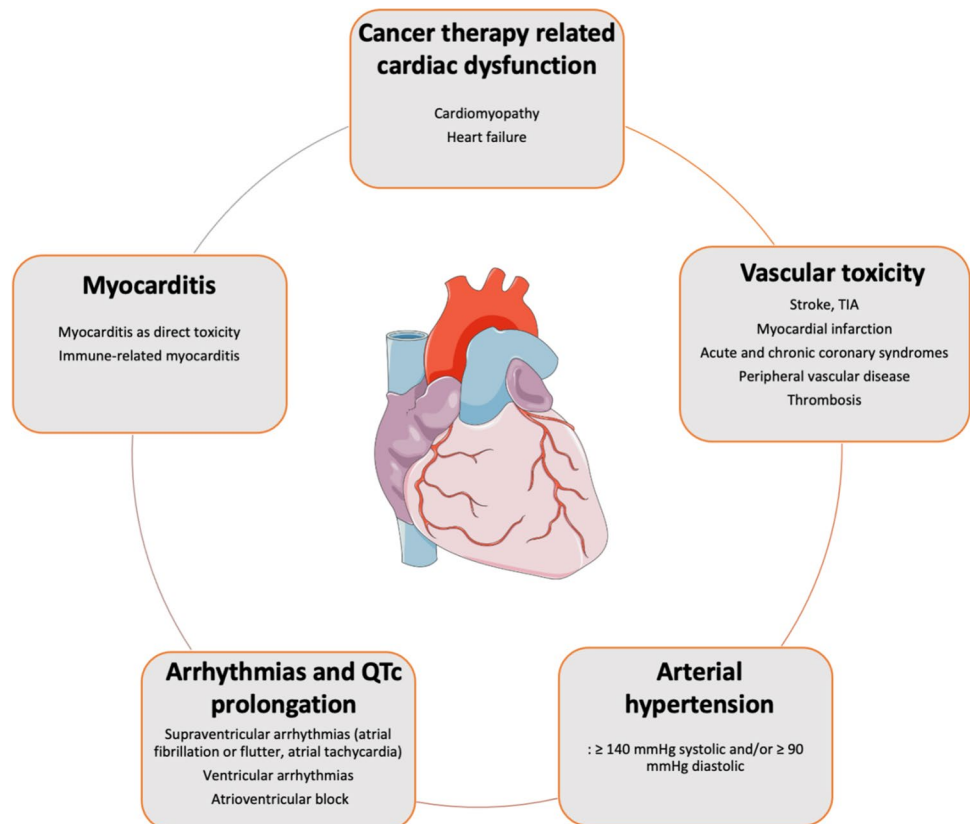 Cancer therapy related
cardiac dysfunction
Cardiomyopathy
Heart failure
Myocarditis
Myocarditis as direct toxicity
Immune-related myocarditis
Vascular toxicity
Stroke, TIA
Myocardial infarction
Acute and chronic coronary syndromes
Peripheral vascular disease
Thrombosis
Arrhythmias and QTc
prolongation
Supraventricular arrhythmias (atrial
fibrillation or flutter, atrial tachycardia)
Ventricular arrhythmias
Atrioventricular block
Arterial
hypertension
: ≥ 140 mmHg systolic and/or ≥ 90
mmHg diastolic